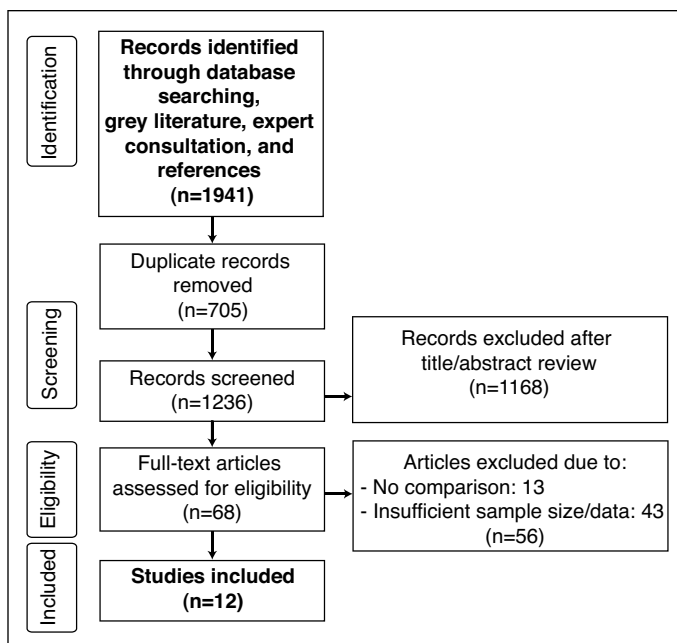 Identification
Records identified
through database
searching,
grey literature, expert
consultation, and
references
(n=1941)
Screening
Duplicate records
removed
(n=705)
Records screened
(n=1236)
Records excluded after
title/abstract review
(n=1168)
Eligibility
Full-text articles
assessed for eligibility
(n=68)
Articles excluded due to:
- No comparison: 13
- Insufficient sample size/data: 43
(n=56)
Included
Studies included
(n=12)